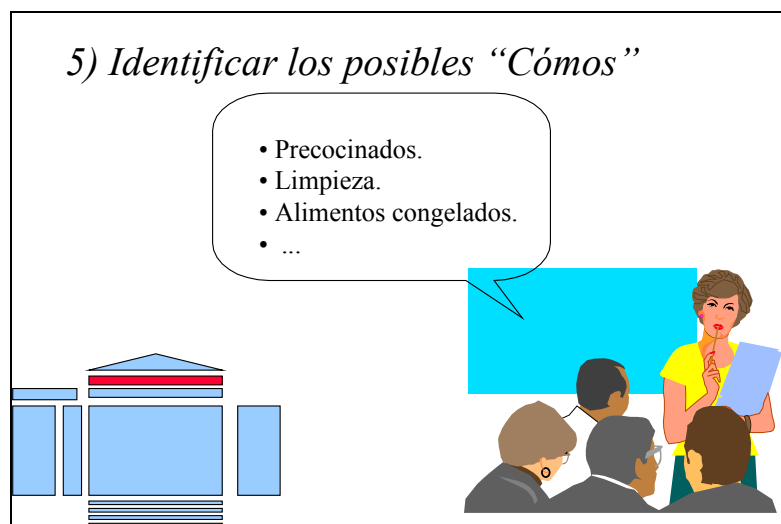 5) Identificar los posibles “Cómos”
• Precocinados.
• Limpieza.
• Alimentos congelados.
• ...